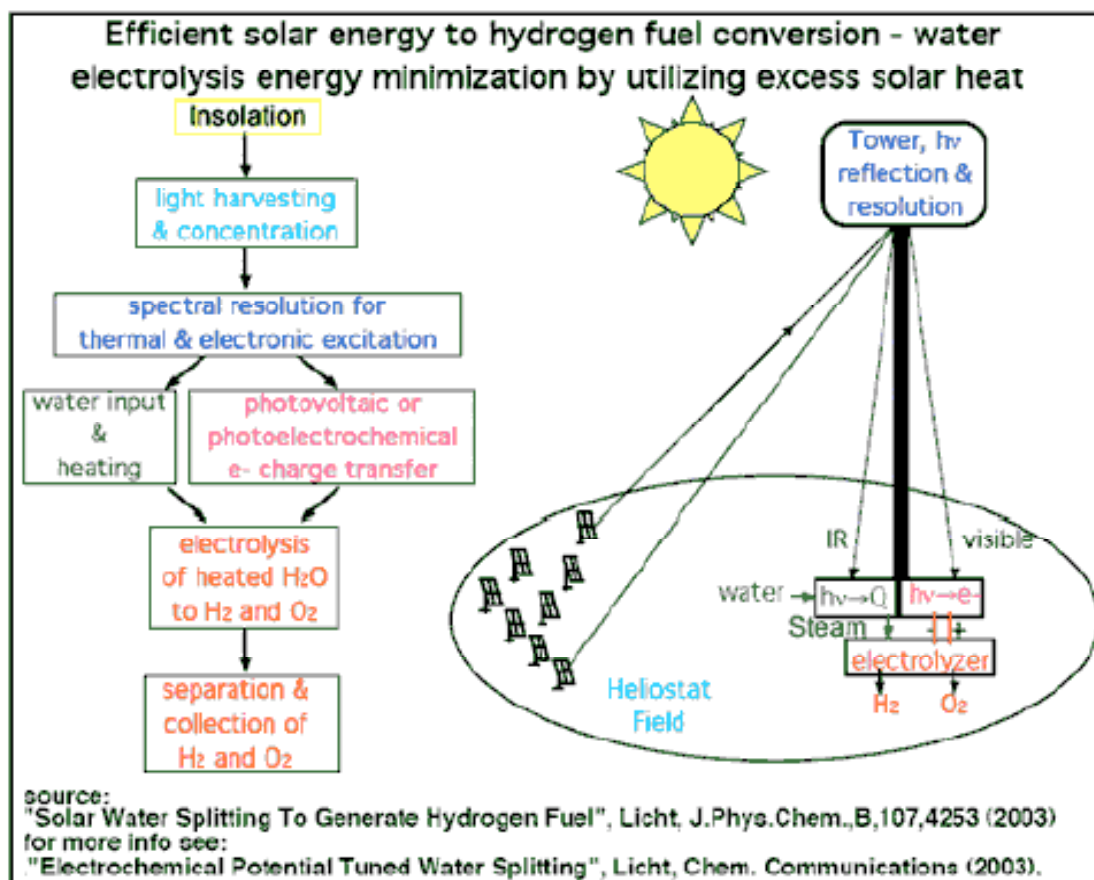 Efficient solar energy to hydrogen fuel conversion - water
electrolysis energy minimization by utilizing excess solar heat
Insolation
light harvesting
& concentration
spectral resolution for
thermal & electronic excitation
water input
&
heating
photovoltaic or
photoelectrochemical
e- charge transfer
electrolysis
of heated H₂O
to H₂ and O₂
separation &
collection of
H₂ and O₂
Tower, hν
reflection &
resolution
IR
visible
water
hν→Q
hν→e-
Steam
- +
electrolyzer
H₂
O₂
Heliostat
Field
source:
"Solar Water Splitting To Generate Hydrogen Fuel", Licht, J.Phys.Chem.,B,107,4253 (2003)
for more info see:
"Electrochemical Potential Tuned Water Splitting", Licht, Chem. Communications (2003).